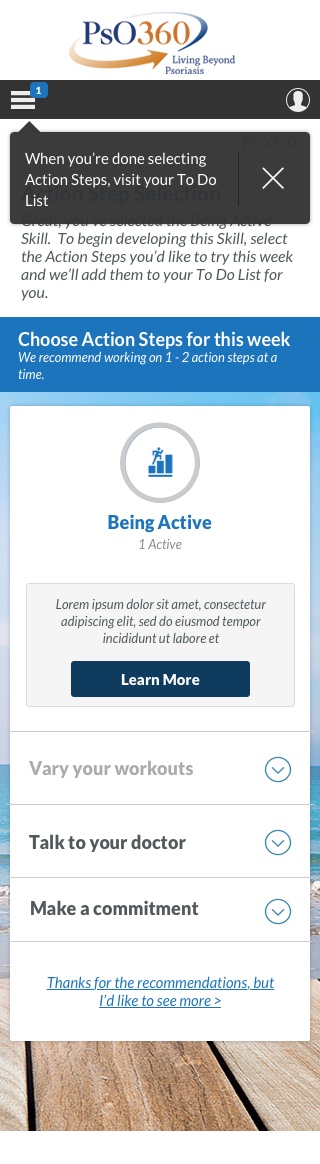 PsO360
Living Beyond
Psoriasis
1
PsO360
When you're done selecting
Action Steps, visit your To Do
List
Action Step Selection
Great, you've selected the Being Active
Skill. To begin developing this Skill, select
the Action Steps you'd like to try this week
and we'll add them to your To Do List for
you.
Choose Action Steps for this week
We recommend working on 1 - 2 action steps at a
time.
Being Active
1 Active
Lorem ipsum dolor sit amet, consectetur
adipiscing elit, sed do eiusmod tempor
incididunt ut labore et
Learn More
Vary your workouts
Talk to your doctor
Make a commitment
Thanks for the recommendations, but
I'd like to see more >